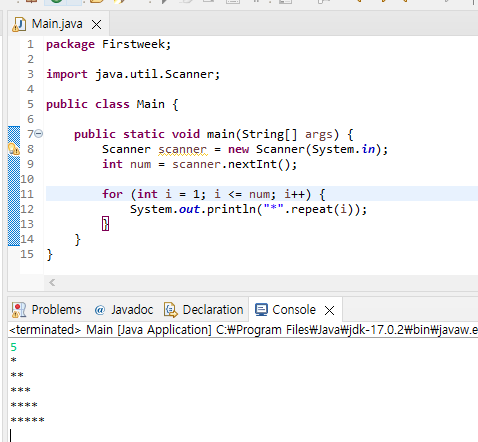 Main.java
1 package Firstweek;
2
3 import java.util.Scanner;
4
5 public class Main {
6
7 public static void main(String[] args) {
8 Scanner scanner = new Scanner(System.in);
9 int num = scanner.nextInt();
10
11 for (int i = 1; i <= num; i++) {
12 System.out.println("*".repeat(i));
13 }
14 }
15 }
Problems @ Javadoc Declaration Console
<terminated> Main [Java Application] C:₩Program Files₩Java₩jdk-17.0.2₩bin₩javaw.e
5
*
**
***
****
*****